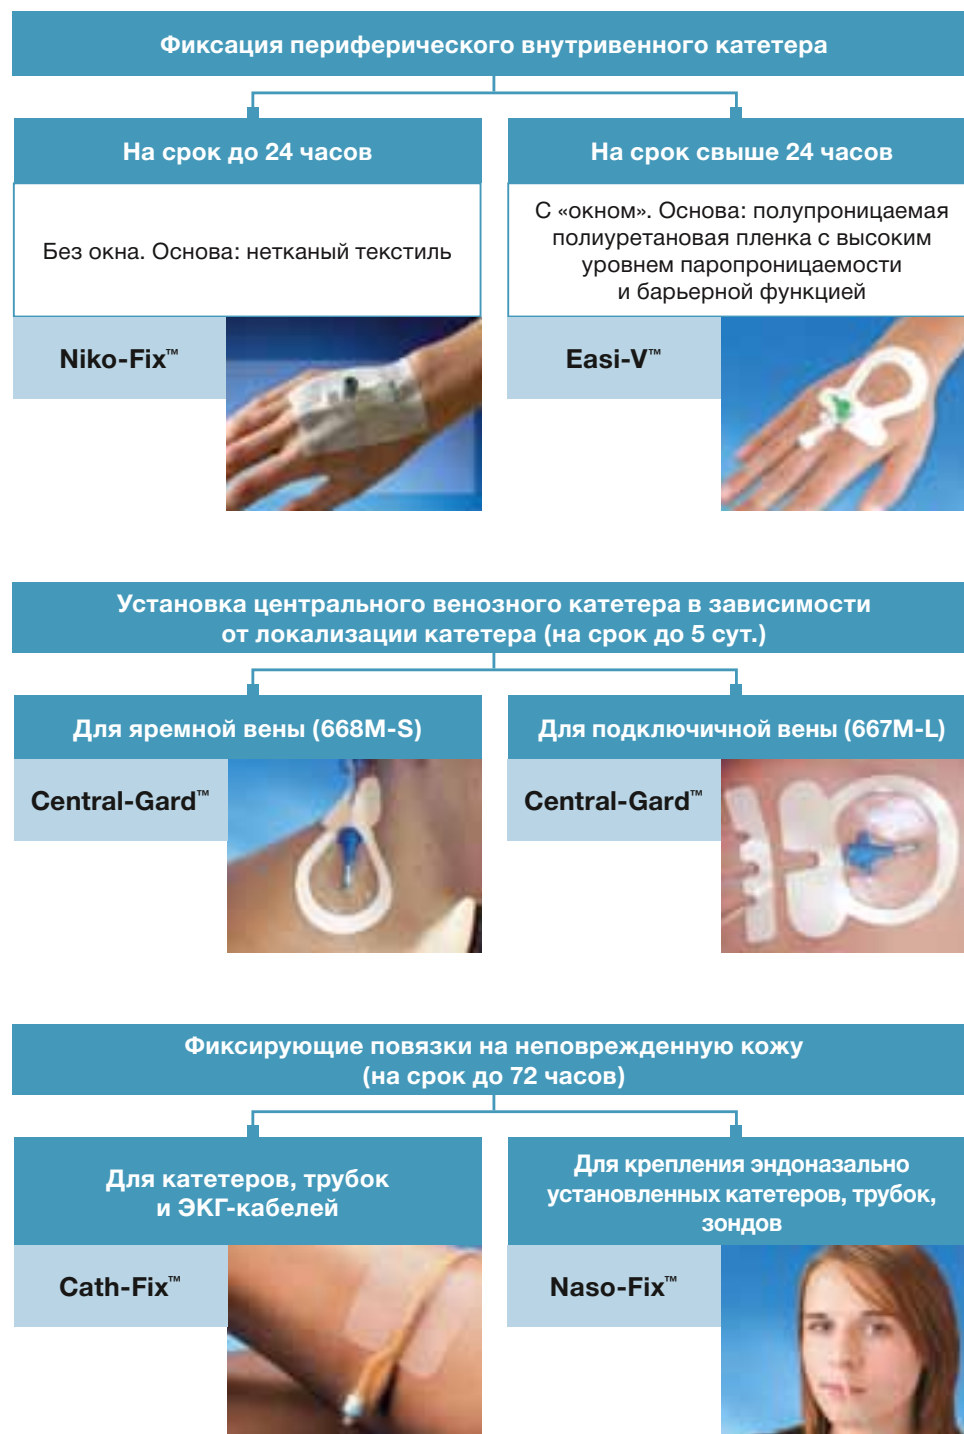 Фиксация периферического внутривенного катетера
На срок до 24 часов
Без окна. Основа: нетканый текстиль
Niko-Fix™
На срок свыше 24 часов
С «окном». Основа: полупроницаемая
полиуретановая пленка с высоким
уровнем паропроницаемости
и барьерной функцией
Easi-V™
Установка центрального венозного катетера в зависимости
от локализации катетера (на срок до 5 сут.)
Для яремной вены (668M-S)
Central-Gard™
Для подключичной вены (667M-L)
Central-Gard™
Фиксирующие повязки на неповрежденную кожу
(на срок до 72 часов)
Для катетеров, трубок
и ЭКГ-кабелей
Cath-Fix™
Для крепления эндоназально
установленных катетеров, трубок,
зондов
Naso-Fix™